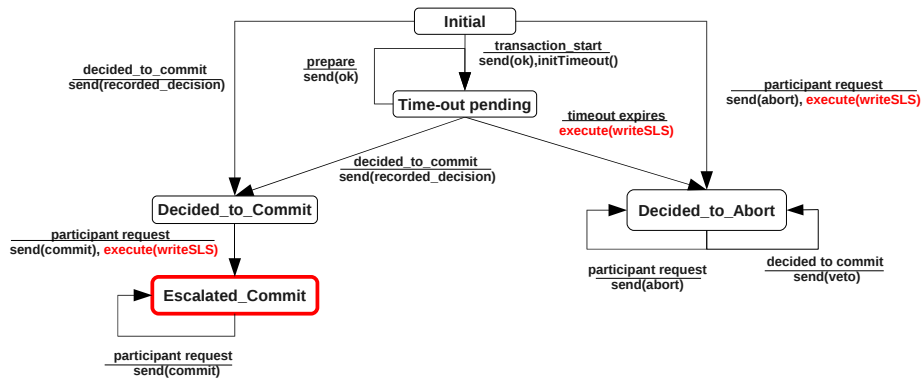 Initial
transaction_start
send(ok),initTimeout()
prepare
send(ok)
decided_to_commit
send(recorded_decision)
participant request
send(abort), execute(writeSLS)
Time-out pending
timeout expires
execute(writeSLS)
decided_to_commit
send(recorded_decision)
Decided_to_Commit
Decided_to_Abort
participant request
send(commit), execute(writeSLS)
participant request
send(abort)
decided to commit
send(veto)
Escalated_Commit
participant request
send(commit)